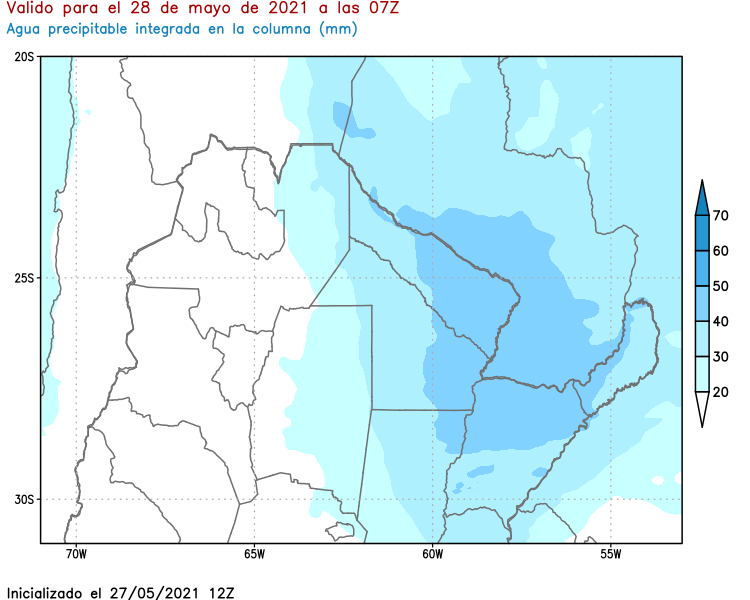 Valido para el 28 de mayo de 2021 a las 07Z
Agua precipitable integrada en la columna (mm)
20S
25S
30S
70W
65W
60W
55W
70
60
50
40
30
20
Inicializado el 27/05/2021 12Z